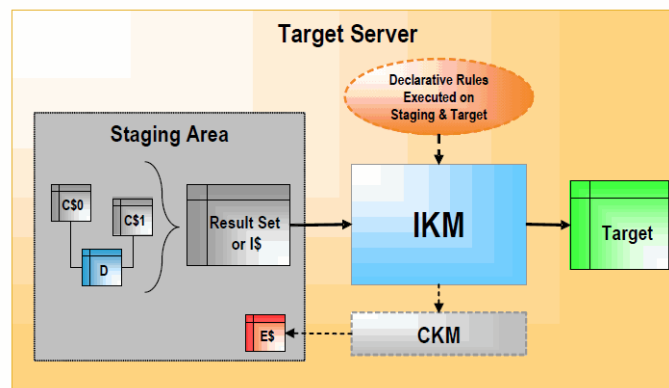 Target Server
Declarative Rules
Executed on
Staging & Target
Staging Area
C$0
C$1
D
Result Set
or I$
IKM
Target
E$
CKM